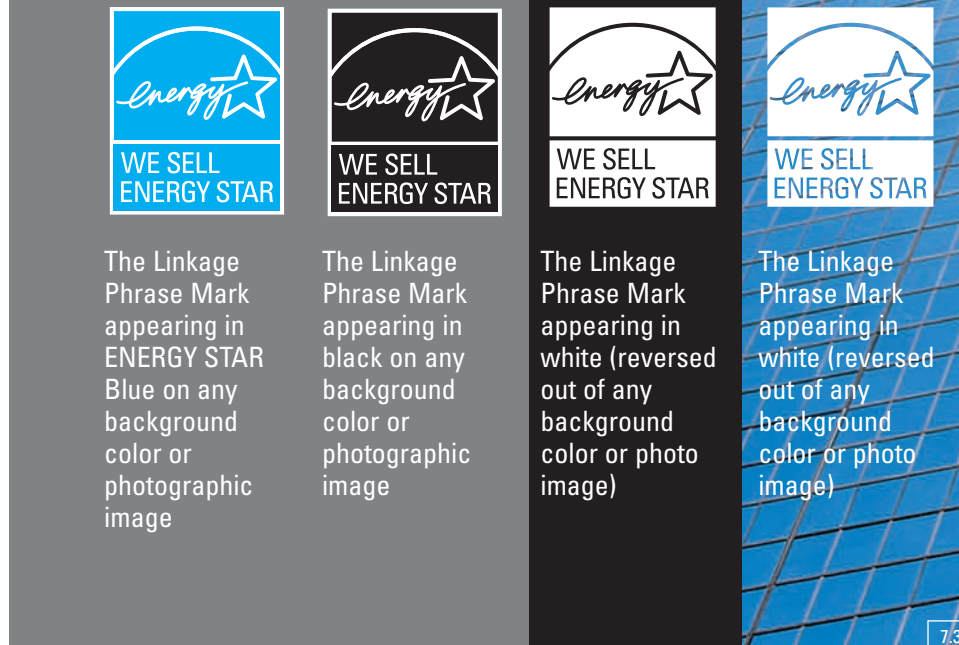 energy
WE SELL
ENERGY STAR
The Linkage
Phrase Mark
appearing in
ENERGY STAR
Blue on any
background
color or
photographic
image
energy
WE SELL
ENERGY STAR
The Linkage
Phrase Mark
appearing in
black on any
background
color or
photographic
image
energy
WE SELL
ENERGY STAR
The Linkage
Phrase Mark
appearing in
white (reversed
out of any
background
color or photo
image)
energy
WE SELL
ENERGY STAR
The Linkage
Phrase Mark
appearing in
white (reversed
out of any
background
color or photo
image)
7.3